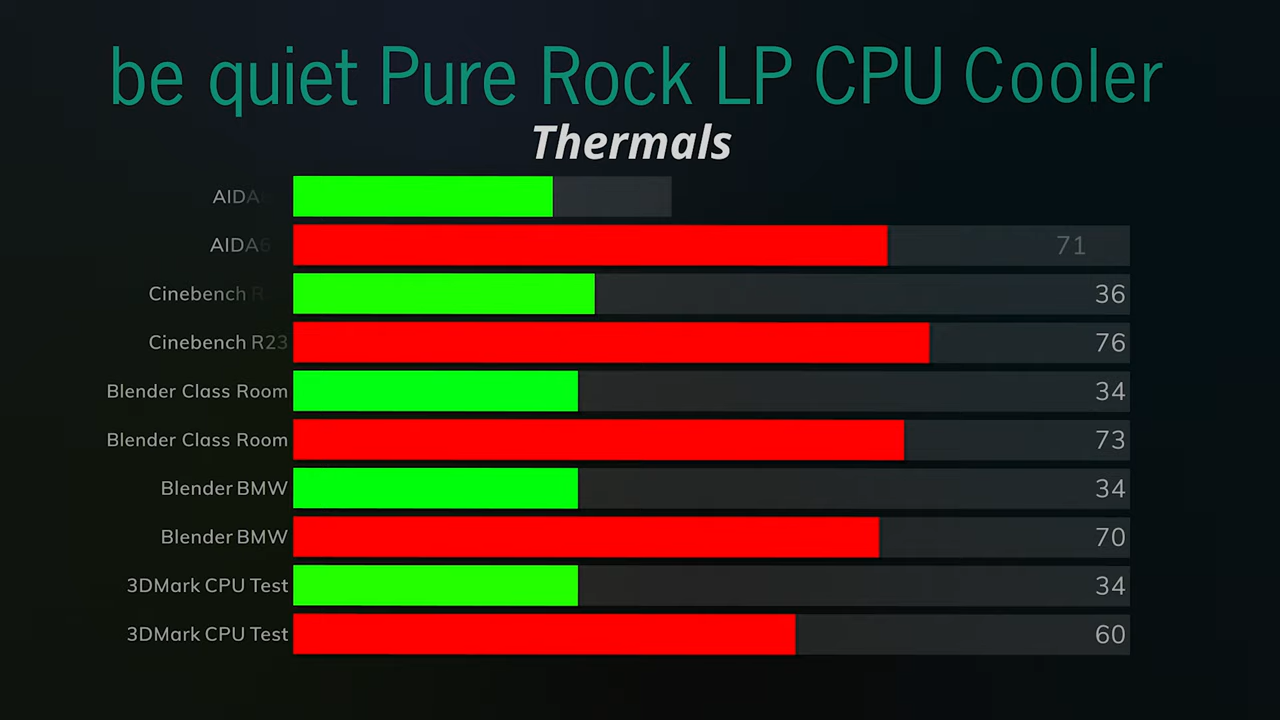 be quiet Pure Rock LP CPU Cooler
Thermals
AIDA
AIDA6 71
Cinebench R 36
Cinebench R23 76
Blender Class Room 34
Blender Class Room 73
Blender BMW 34
Blender BMW 70
3DMark CPU Test 34
3DMark CPU Test 60